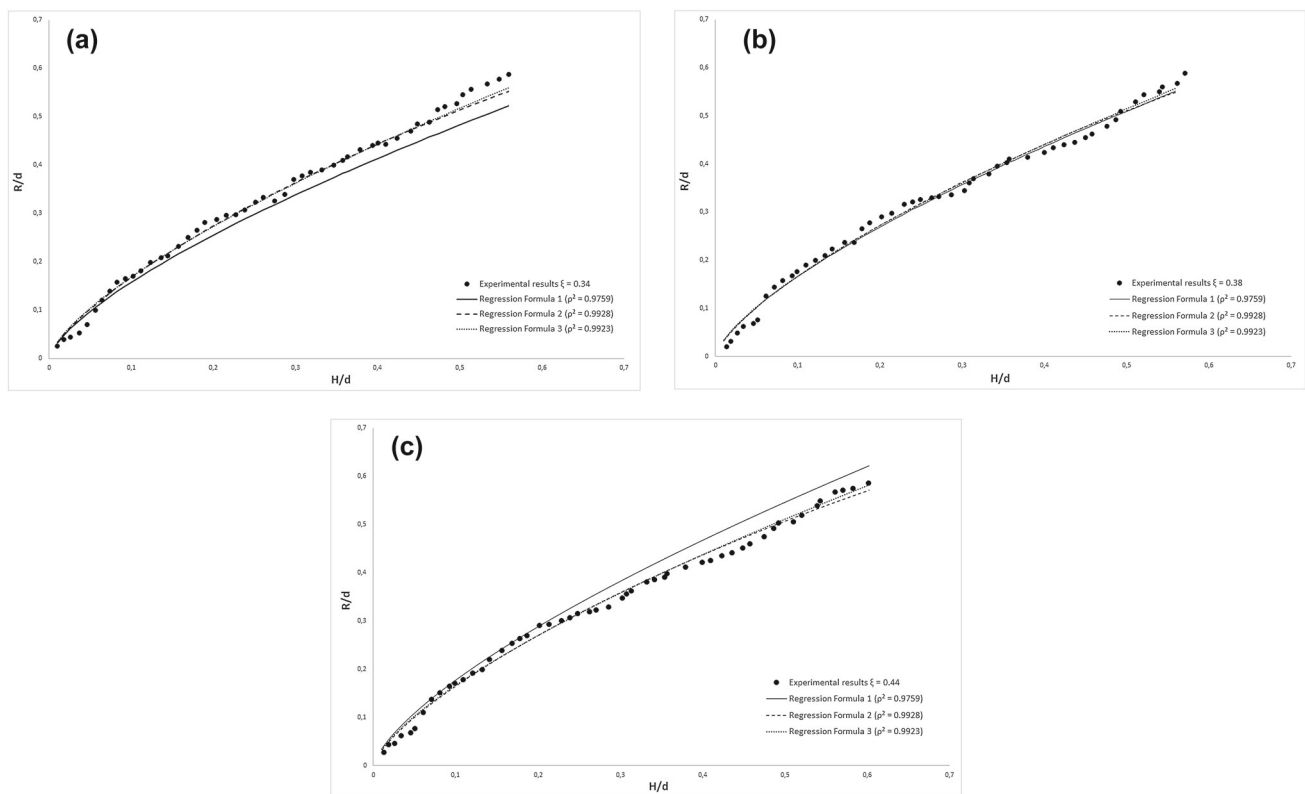 (a)
0,7
0,6
0,5
0,4
0,3
0,2
0,1
0
R/d
0 0,1 0,2 0,3 0,4 0,5 0,6 0,7
H/d
Experimental results ξ = 0.34
Regression Formula 1 (ρ² = 0.9759)
Regression Formula 2 (ρ² = 0.9928)
Regression Formula 3 (ρ² = 0.9923)
(b)
0,7
0,6
0,5
0,4
0,3
0,2
0,1
0
R/d
0 0,1 0,2 0,3 0,4 0,5 0,6 0,7
H/d
Experimental results ξ = 0.38
Regression Formula 1 (ρ² = 0.9759)
Regression Formula 2 (ρ² = 0.9928)
Regression Formula 3 (ρ² = 0.9923)
(c)
0,7
0,6
0,5
0,4
0,3
0,2
0,1
0
R/d
0 0,1 0,2 0,3 0,4 0,5 0,6 0,7
H/d
Experimental results ξ = 0.44
Regression Formula 1 (ρ² = 0.9759)
Regression Formula 2 (ρ² = 0.9928)
Regression Formula 3 (ρ² = 0.9923)